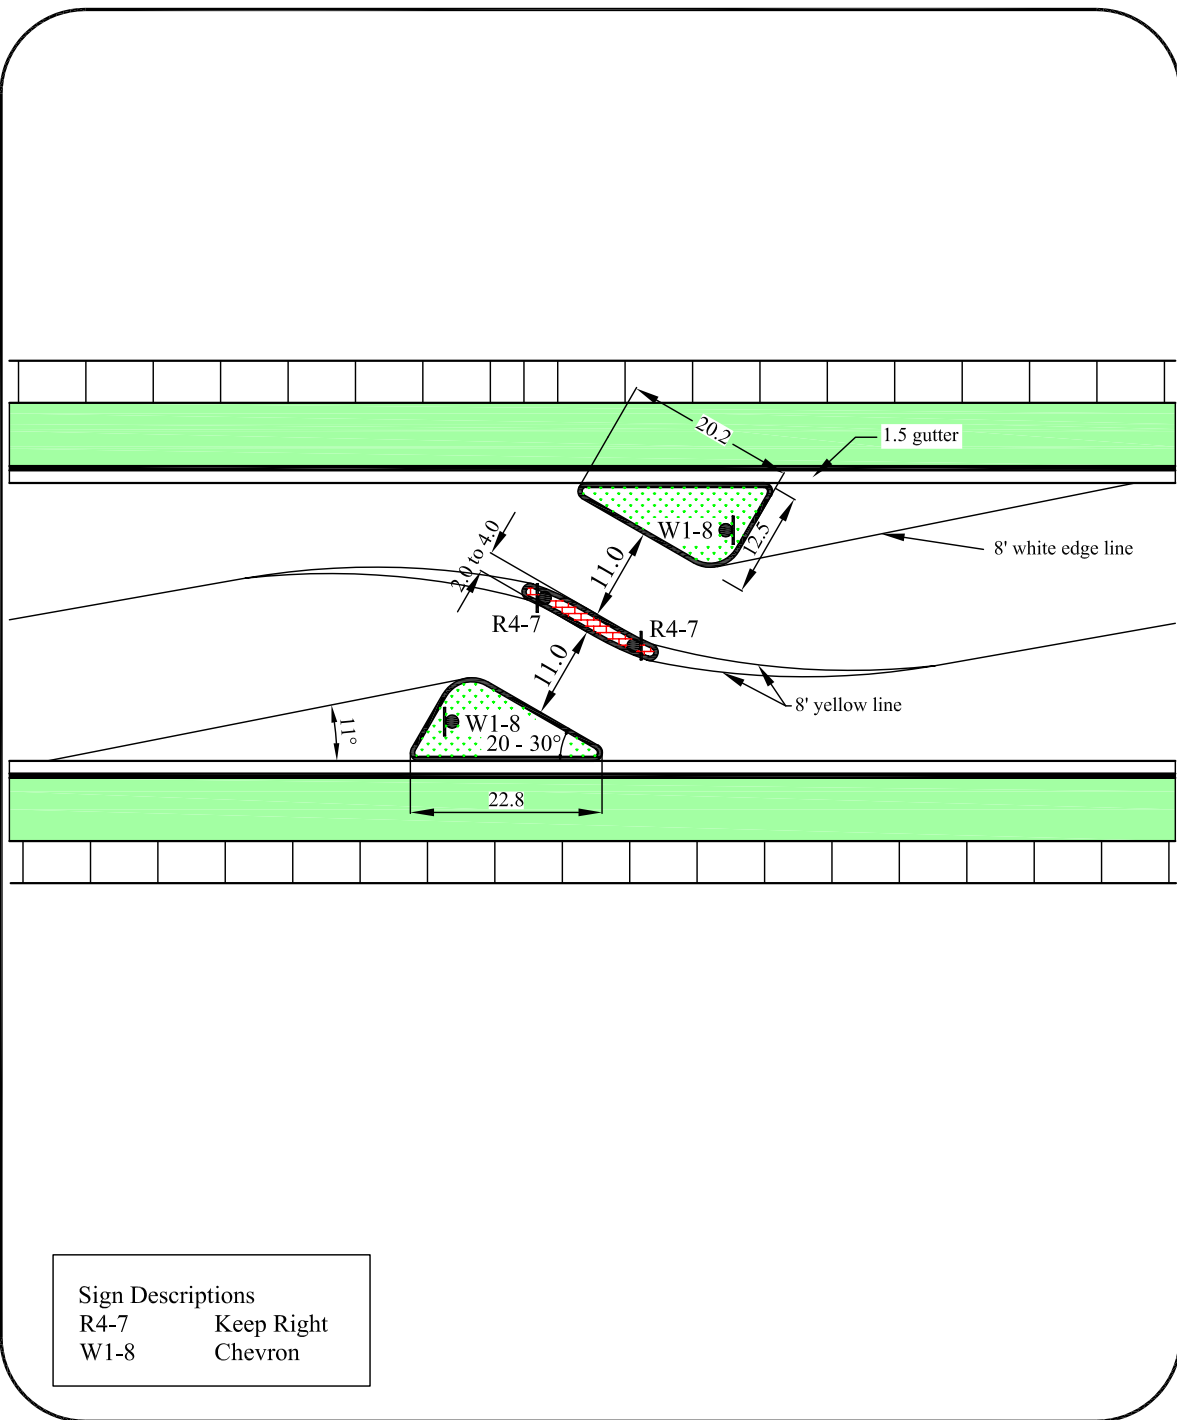 20.2
1.5 gutter
12.5
W1-8
8' white edge line
2.0 to 4.0
11.0
R4-7
R4-7
11.0
8' yellow line
11°
W1-8
20 - 30°
22.8
Sign Descriptions
R4-7 Keep Right
W1-8 Chevron